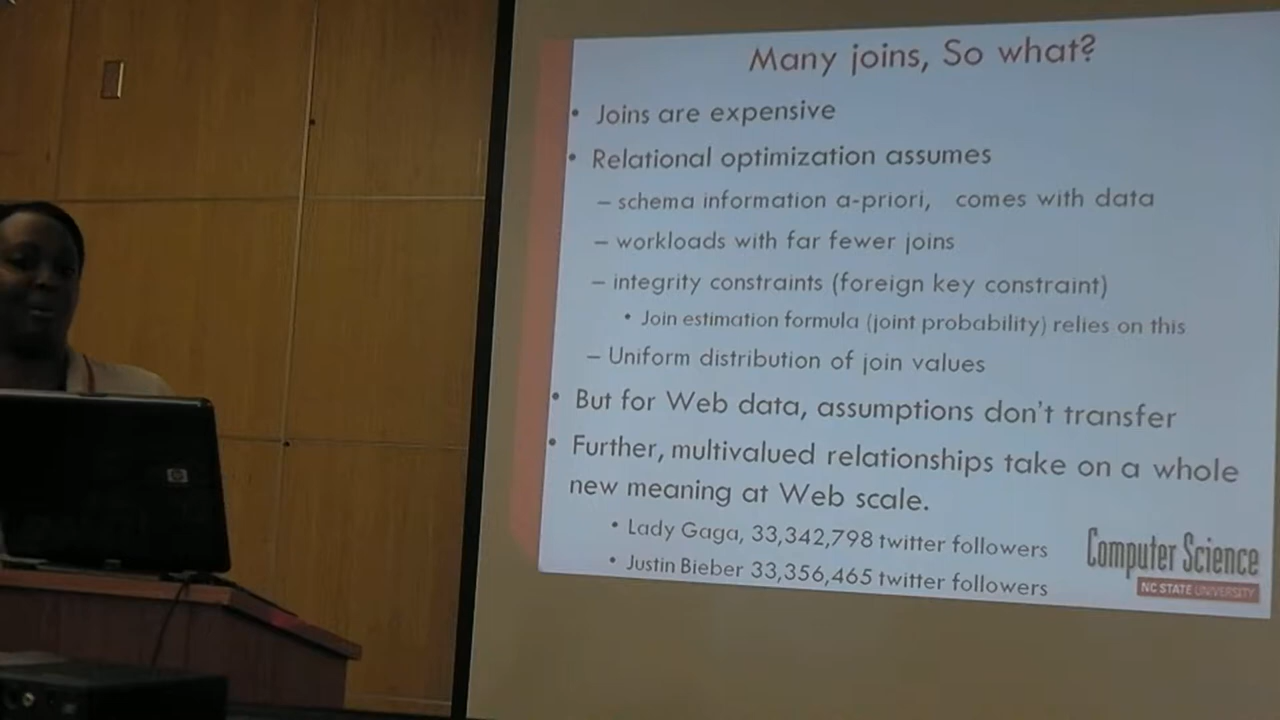 Many joins, So what?
• Joins are expensive
• Relational optimization assumes
– schema information a-priori, comes with data
– workloads with far fewer joins
– integrity constraints (foreign key constraint)
• Join estimation formula (joint probability) relies on this
– Uniform distribution of join values
• But for Web data, assumptions don't transfer
• Further, multivalued relationships take on a whole
new meaning at Web scale.
• Lady Gaga, 33,342,798 twitter followers
• Justin Bieber 33,356,465 twitter followers
Computer Science
NC STATE UNIVERSITY
hp